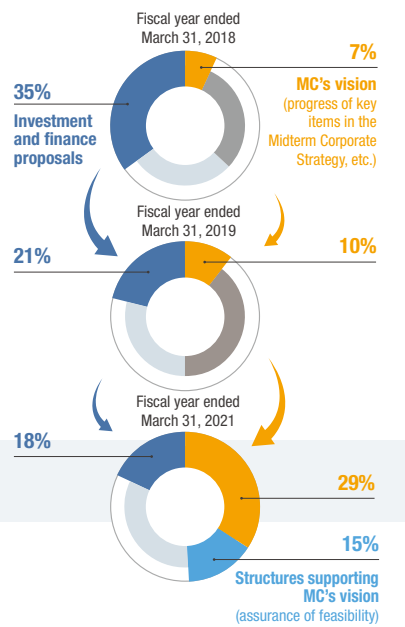 Fiscal year ended
March 31, 2018
35%
Investment
and finance
proposals
7%
MC's vision
(progress of key
items in the
Midterm Corporate
Strategy, etc.)
Fiscal year ended
March 31, 2019
21%
10%
Fiscal year ended
March 31, 2021
18%
29%
15%
Structures supporting
MC's vision
(assurance of feasibility)